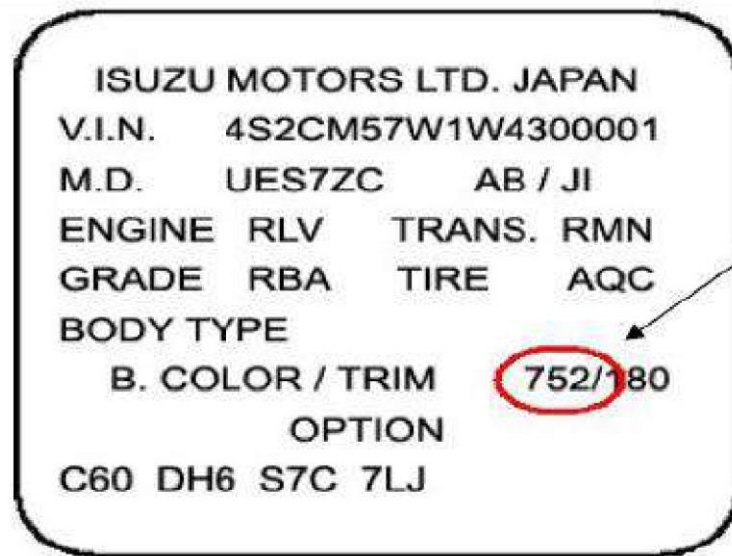 ISUZU MOTORS LTD. JAPAN
V.I.N. 4S2CM57W1W4300001
M.D. UES7ZC AB / JI
ENGINE RLV TRANS. RMN
GRADE RBA TIRE AQC
BODY TYPE
B. COLOR / TRIM 752/180
OPTION
C60 DH6 S7C 7LJ